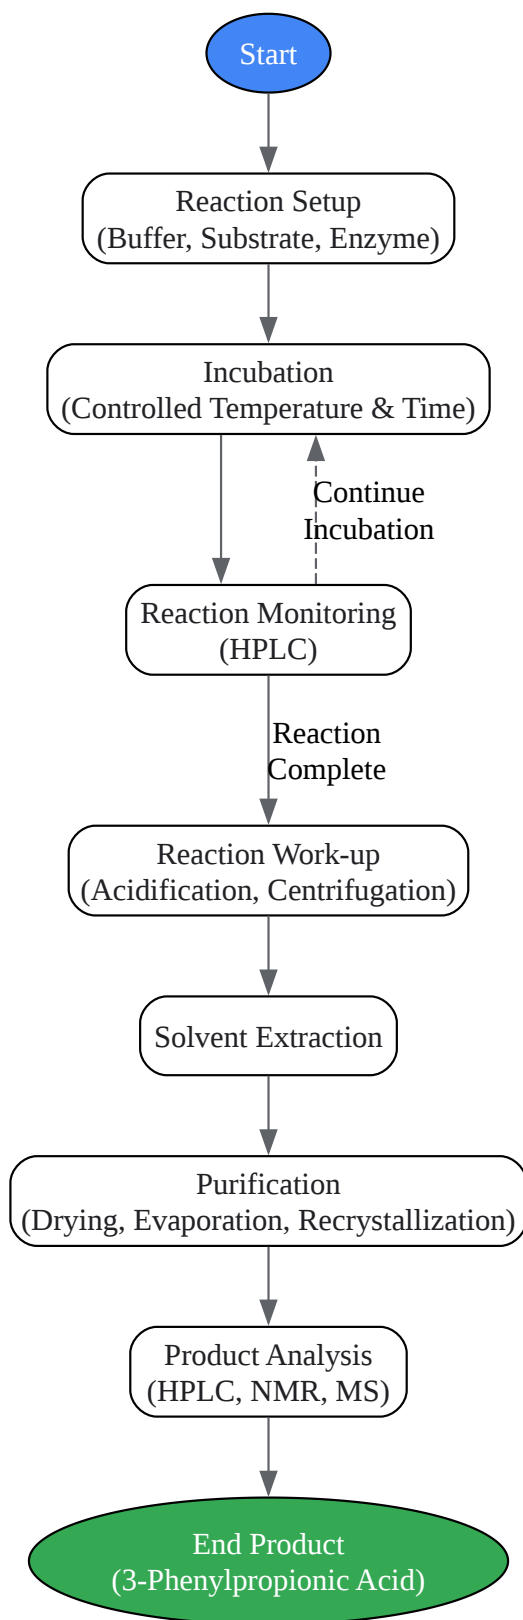 Start
Reaction Setup
(Buffer, Substrate, Enzyme)
Incubation
(Controlled Temperature & Time)
Continue
Incubation
Reaction Monitoring
(HPLC)
Reaction
Complete
Reaction Work-up
(Acidification, Centrifugation)
Solvent Extraction
Purification
(Drying, Evaporation, Recrystallization)
Product Analysis
(HPLC, NMR, MS)
End Product
(3-Phenylpropionic Acid)